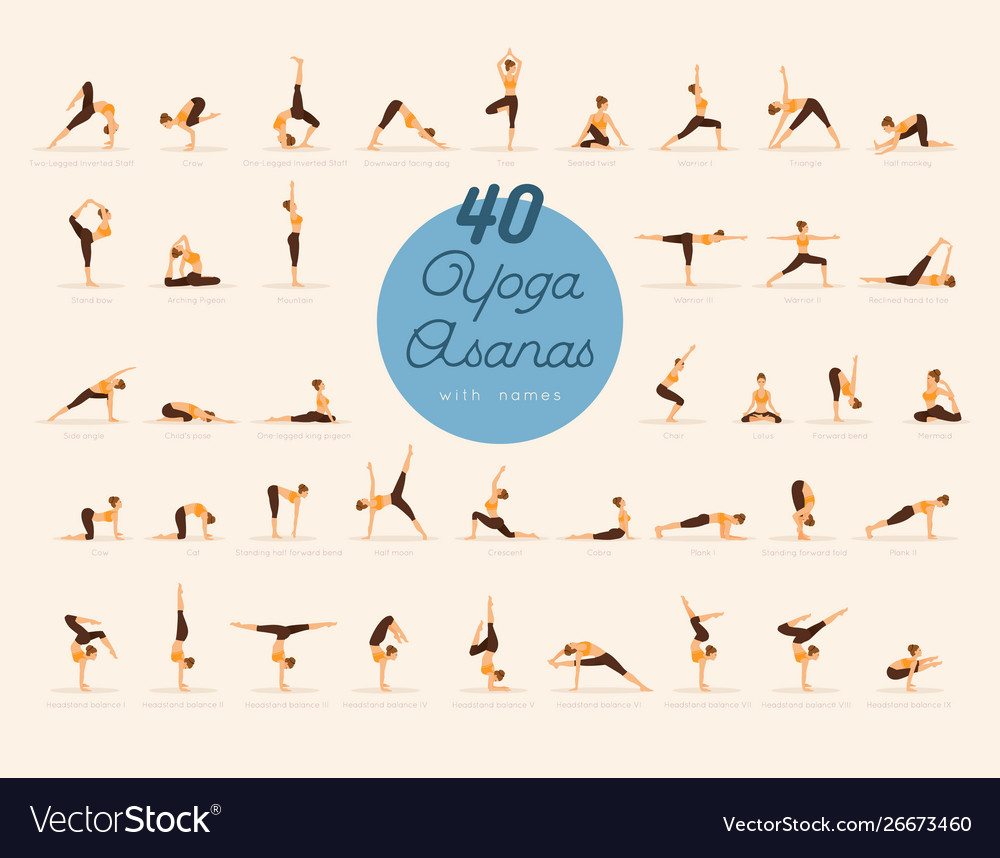 Two-Legged Inverted Staff
Crow
One-Legged Inverted Staff
Downward facing dog
Tree
Seated twist
Warrior I
Triangle
Half monkey
40
Yoga
Asanas
with names
Stand bow
Arching Pigeon
Mountain
Warrior III
Warrior II
Reclined hand to toe
Side angle
Child's pose
One-legged king pigeon
Chair
Lotus
Forward bend
Mermaid
Cow
Cat
Standing half forward bend
Half moon
Crescent
Cobra
Plank I
Standing forward fold
Plank II
Headstand balance I
Headstand balance II
Headstand balance III
Headstand balance IV
Headstand balance V
Headstand balance VI
Headstand balance VII
Headstand balance VIII
Headstand balance IX
VectorStock®
VectorStock.com/26673460